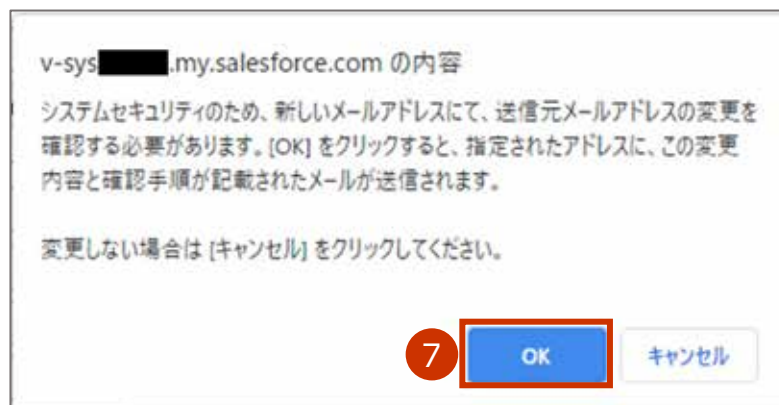 v-sys.my.salesforce.com の内容
システムセキュリティのため、新しいメールアドレスにて、送信元メールアドレスの変更を
確認する必要があります。[OK] をクリックすると、指定されたアドレスに、この変更
内容と確認手順が記載されたメールが送信されます。
変更しない場合は [キャンセル] をクリックしてください。
7 OK キャンセル